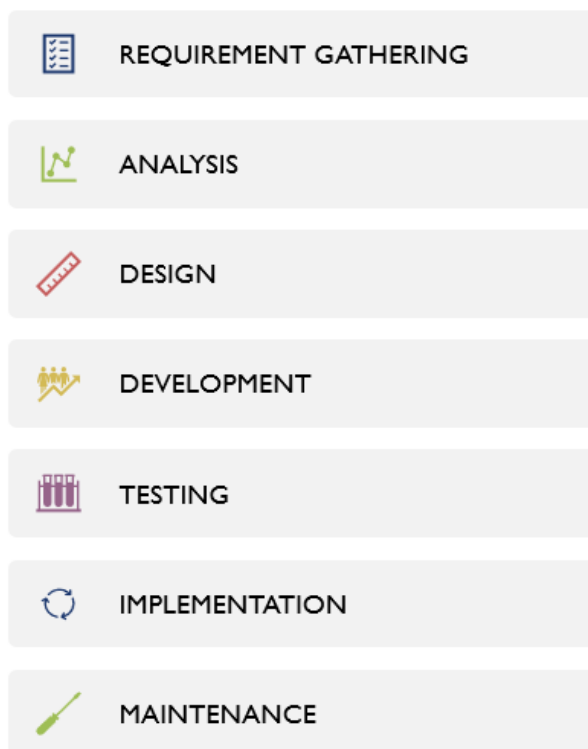 REQUIREMENT GATHERING
ANALYSIS
DESIGN
DEVELOPMENT
TESTING
IMPLEMENTATION
MAINTENANCE